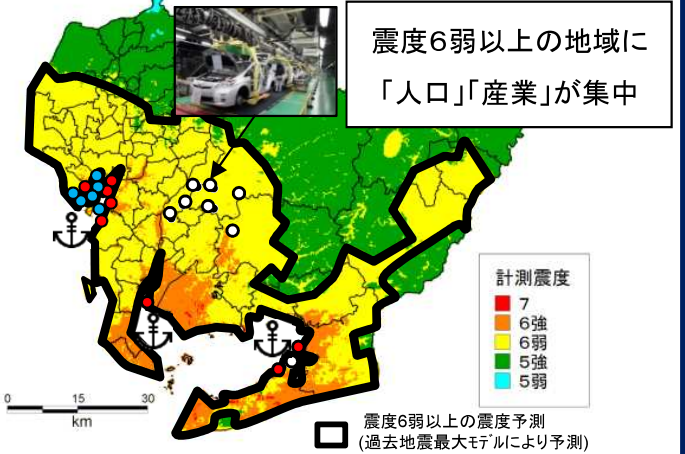 震度6弱以上の地域に
「人口」「産業」が集中
計測震度
7
6強
6弱
5強
5弱
0 15 30
km
震度6弱以上の震度予測
(過去地震最大モデルにより予測)